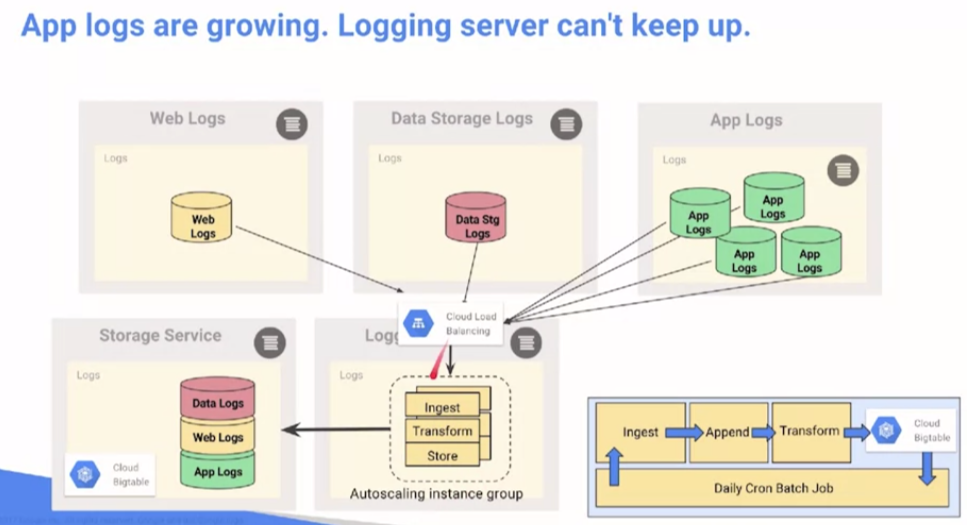 App logs are growing. Logging server can't keep up.
Web Logs
Logs
Web
Logs
Data Storage Logs
Logs
Data Stg
Logs
App Logs
Logs
App
Logs
App
Logs
App
Logs
App
Logs
Cloud Load
Balancing
Storage Service
Logs
Data Logs
Web Logs
App Logs
Cloud
Bigtable
Logs
Ingest
Transform
Store
Autoscaling instance group
Ingest
Append
Transform
Cloud
Bigtable
Daily Cron Batch Job